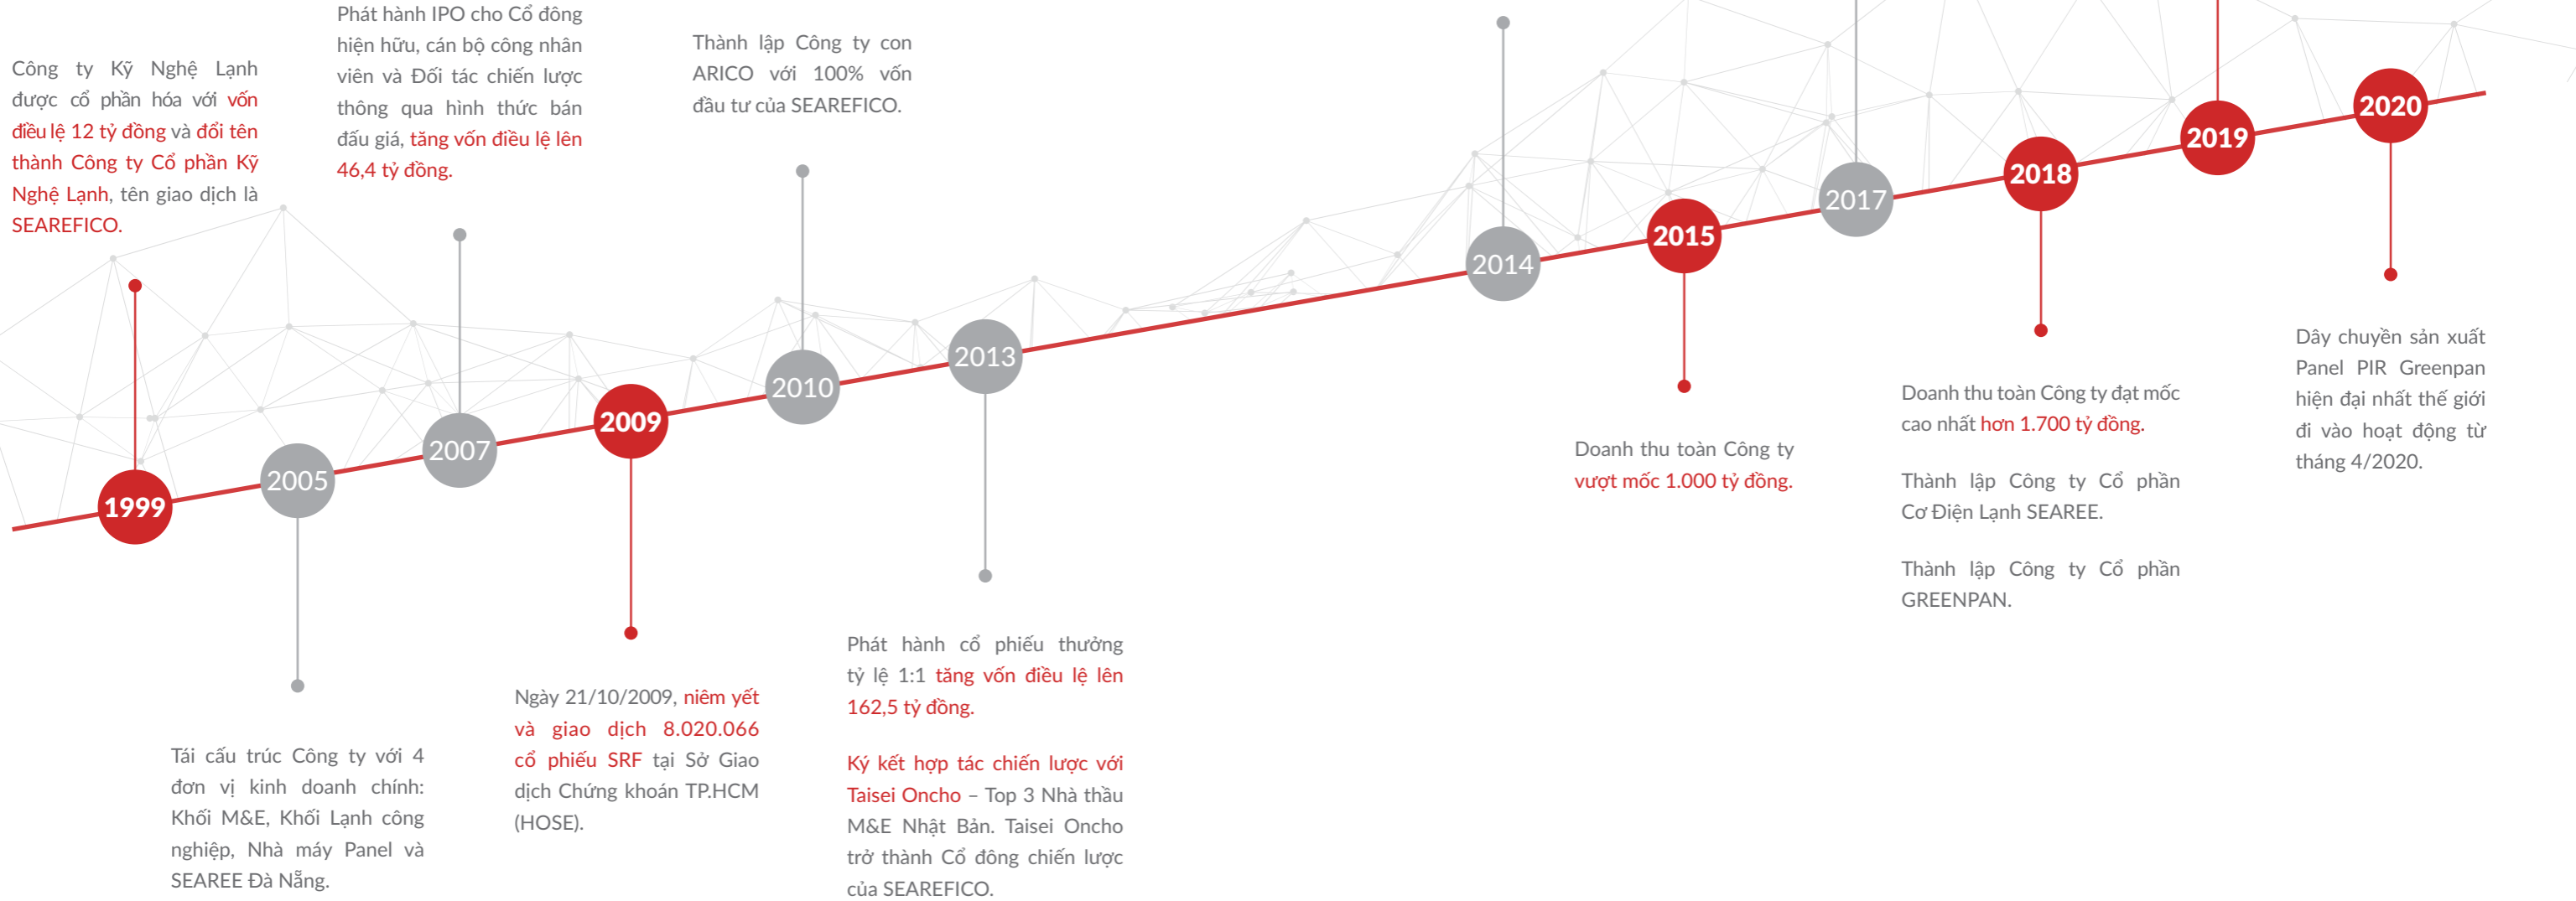 Công ty Kỹ Nghệ Lạnh
được cổ phần hóa với vốn
điều lệ 12 tỷ đồng và đổi tên
thành Công ty Cổ phần Kỹ
Nghệ Lạnh, tên giao dịch là
SEAREFICO.
1999
2005
Tái cấu trúc Công ty với 4
đơn vị kinh doanh chính:
Khối M&E, Khối Lạnh công
nghiệp, Nhà máy Panel và
SEAREE Đà Nẵng.
Phát hành IPO cho Cổ đông
hiện hữu, cán bộ công nhân
viên và Đối tác chiến lược
thông qua hình thức bán
đấu giá, tăng vốn điều lệ lên
46,4 tỷ đồng.
2007
2009
Ngày 21/10/2009, niêm yết
và giao dịch 8.020.066
cổ phiếu SRF tại Sở Giao
dịch Chứng khoán TP.HCM
(HOSE).
Thành lập Công ty con
ARICO với 100% vốn
đầu tư của SEAREFICO.
2010
2013
Phát hành cổ phiếu thưởng
tỷ lệ 1:1 tăng vốn điều lệ lên
162,5 tỷ đồng.
Ký kết hợp tác chiến lược với
Taisei Oncho – Top 3 Nhà thầu
M&E Nhật Bản. Taisei Oncho
trở thành Cổ đông chiến lược
của SEAREFICO.
2014
2015
Doanh thu toàn Công ty
vượt mốc 1.000 tỷ đồng.
2017
2018
Doanh thu toàn Công ty đạt mốc
cao nhất hơn 1.700 tỷ đồng.
Thành lập Công ty Cổ phần
Cơ Điện Lạnh SEAREE.
Thành lập Công ty Cổ phần
GREENPAN.
2019
2020
Dây chuyền sản xuất
Panel PIR Greenpan
hiện đại nhất thế giới
đi vào hoạt động từ
tháng 4/2020.